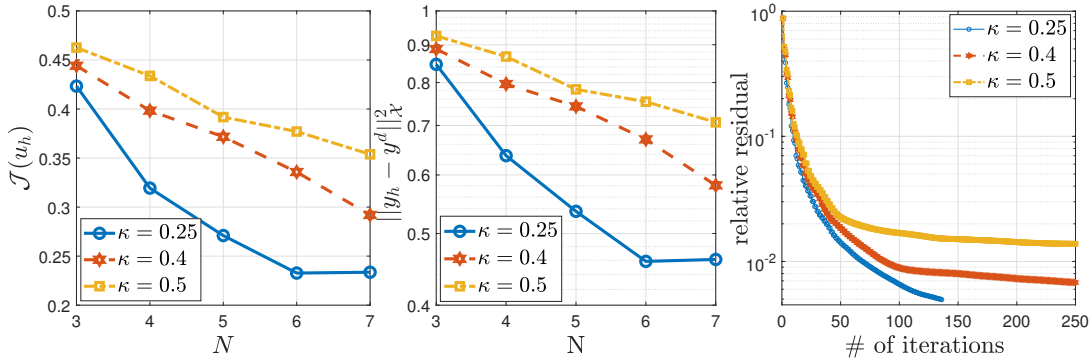 0.5
0.45
0.4
0.35
0.3
0.25
0.2
𝒥(u_h)
κ = 0.25
κ = 0.4
κ = 0.5
3 4 5 6 7
N
0.9
0.8
0.7
0.6
0.5
0.4
||y_h − y^d||²_𝒳
κ = 0.25
κ = 0.4
κ = 0.5
3 4 5 6 7
N
10^0
10^-1
10^-2
relative residual
κ = 0.25
κ = 0.4
κ = 0.5
0 50 100 150 200 250
# of iterations